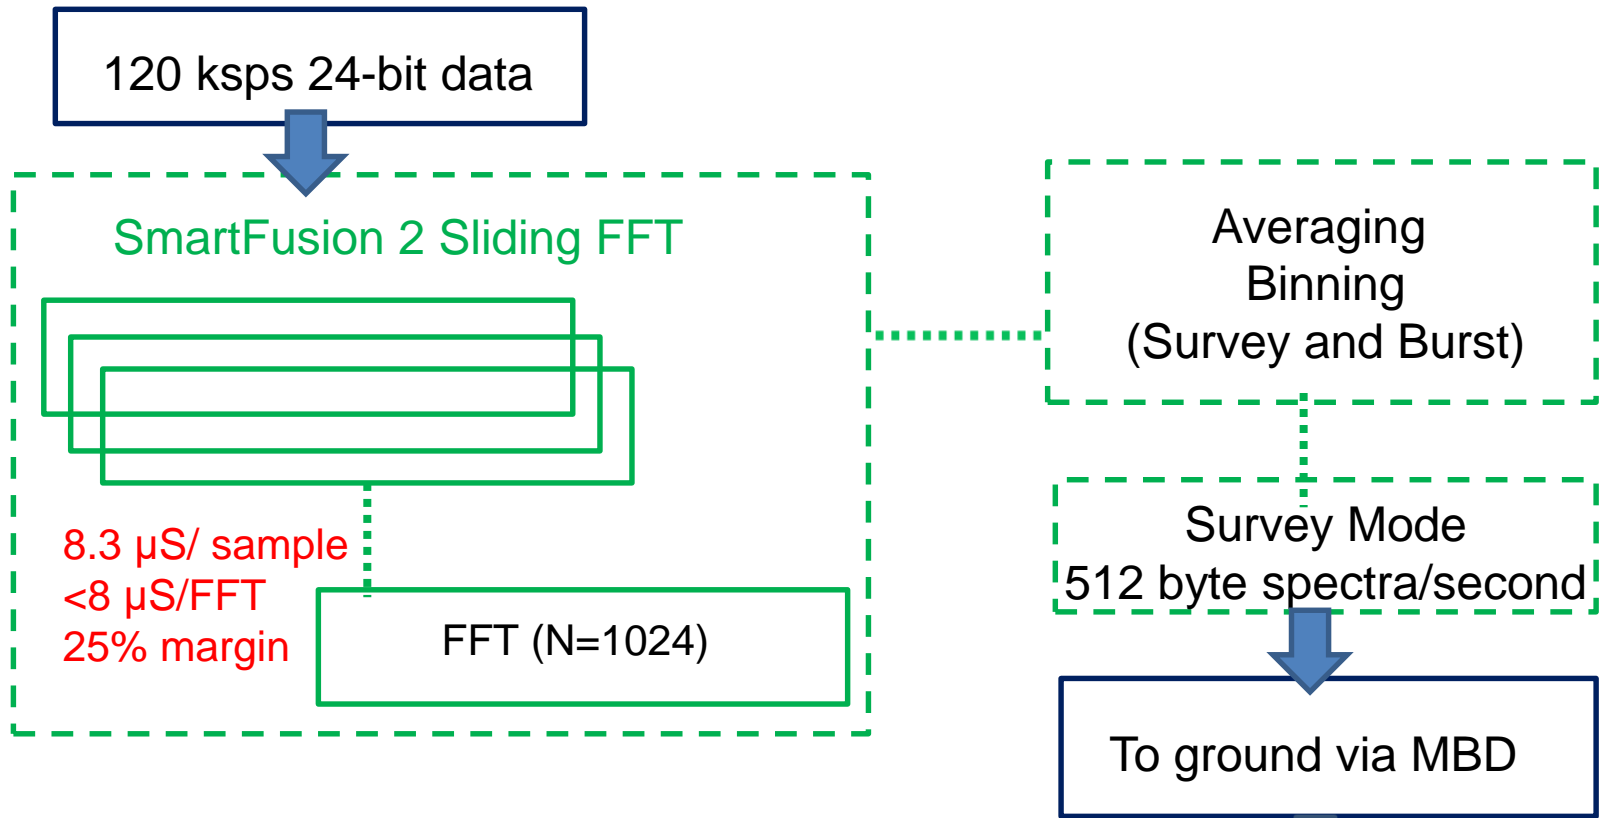 120 ksps 24-bit data
SmartFusion 2 Sliding FFT
8.3 µS/ sample
<8 µS/FFT
25% margin
FFT (N=1024)
Averaging
Binning
(Survey and Burst)
Survey Mode
512 byte spectra/second
To ground via MBD